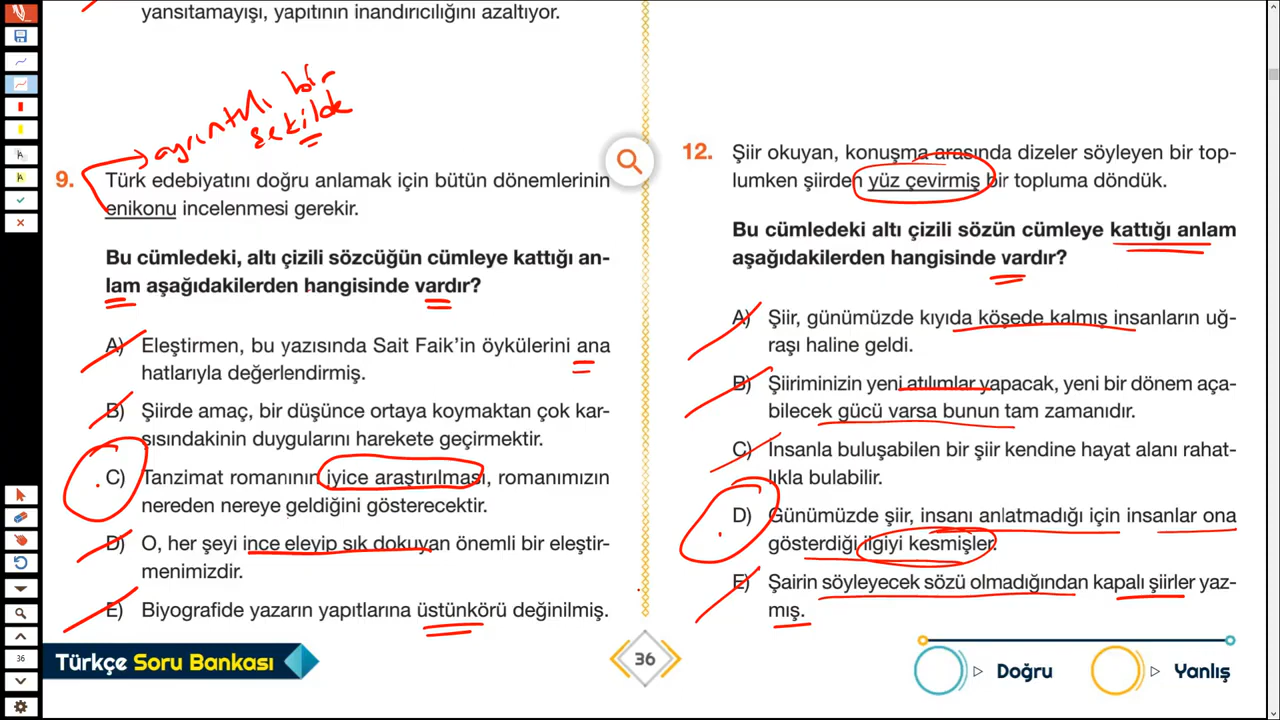 yansıtamayışı, yapıtının inandırıcılığını azaltıyor.
ayrıntılı bir
şekilde
9. Türk edebiyatını doğru anlamak için bütün dönemlerinin
enikonu incelenmesi gerekir.
Bu cümledeki, altı çizili sözcüğün cümleye kattığı an-
lam aşağıdakilerden hangisinde vardır?
A) Eleştirmen, bu yazısında Sait Faik'in öykülerini ana
hatlarıyla değerlendirmiş.
B) Şiirde amaç, bir düşünce ortaya koymaktan çok kar-
şısındakinin duygularını harekete geçirmektir.
C) Tanzimat romanının iyice araştırılması, romanımızın
nereden nereye geldiğini gösterecektir.
D) O, her şeyi ince eleyip sık dokuyan önemli bir eleştir-
menimizdir.
E) Biyografide yazarın yapıtlarına üstünkörü değinilmiş.
12. Şiir okuyan, konuşma arasında dizeler söyleyen bir top-
lumken şiirden yüz çevirmiş bir topluma döndük.
Bu cümledeki altı çizili sözün cümleye kattığı anlam
aşağıdakilerden hangisinde vardır?
A) Şiir, günümüzde kıyıda köşede kalmış insanların uğ-
raşı haline geldi.
B) Şiiriminizin yeni atılımlar yapacak, yeni bir dönem aça-
bilecek gücü varsa bunun tam zamanıdır.
C) İnsanla buluşabilen bir şiir kendine hayat alanı rahat-
lıkla bulabilir.
D) Günümüzde şiir, insanı anlatmadığı için insanlar ona
gösterdiği ilgiyi kesmişler.
E) Şairin söyleyecek sözü olmadığından kapalı şiirler yaz-
mış.
Türkçe Soru Bankası
36
Doğru
Yanlış
36